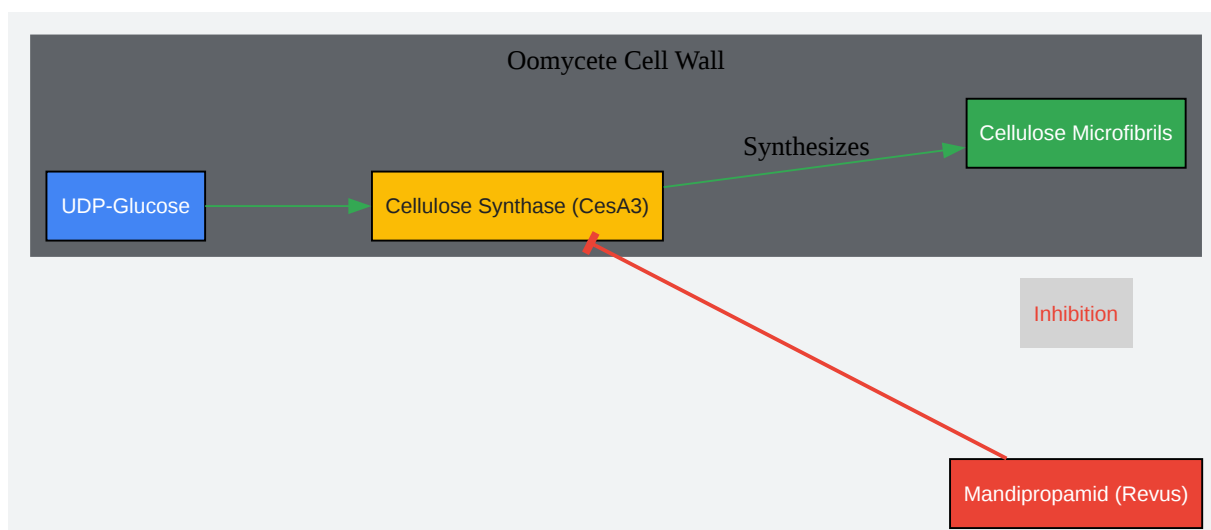 Oomycete Cell Wall
Synthesizes
Cellulose Microfibrils
UDP-Glucose
Cellulose Synthase (CesA3)
Inhibition
Mandipropamid (Revus)